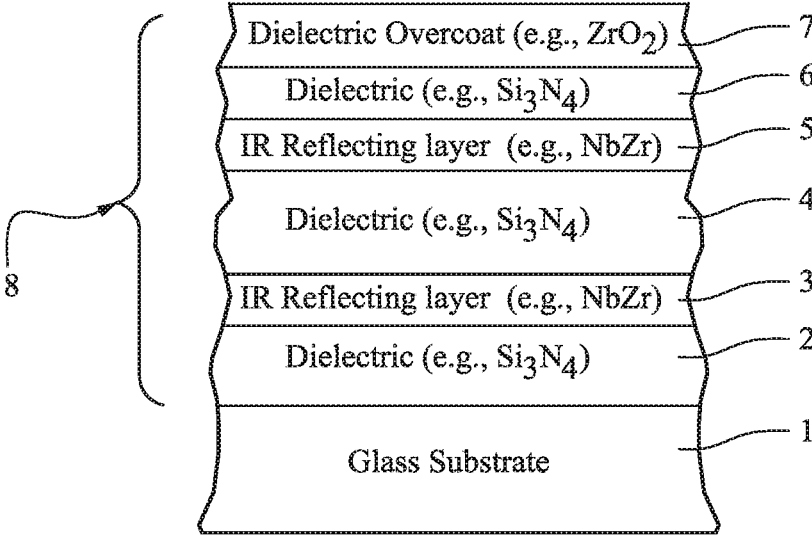 Dielectric Overcoat (e.g., ZrO₂) 7
Dielectric (e.g., Si₃N₄) 6
IR Reflecting layer (e.g., NbZr) 5
Dielectric (e.g., Si₃N₄) 4
8
IR Reflecting layer (e.g., NbZr) 3
Dielectric (e.g., Si₃N₄) 2
Glass Substrate 1